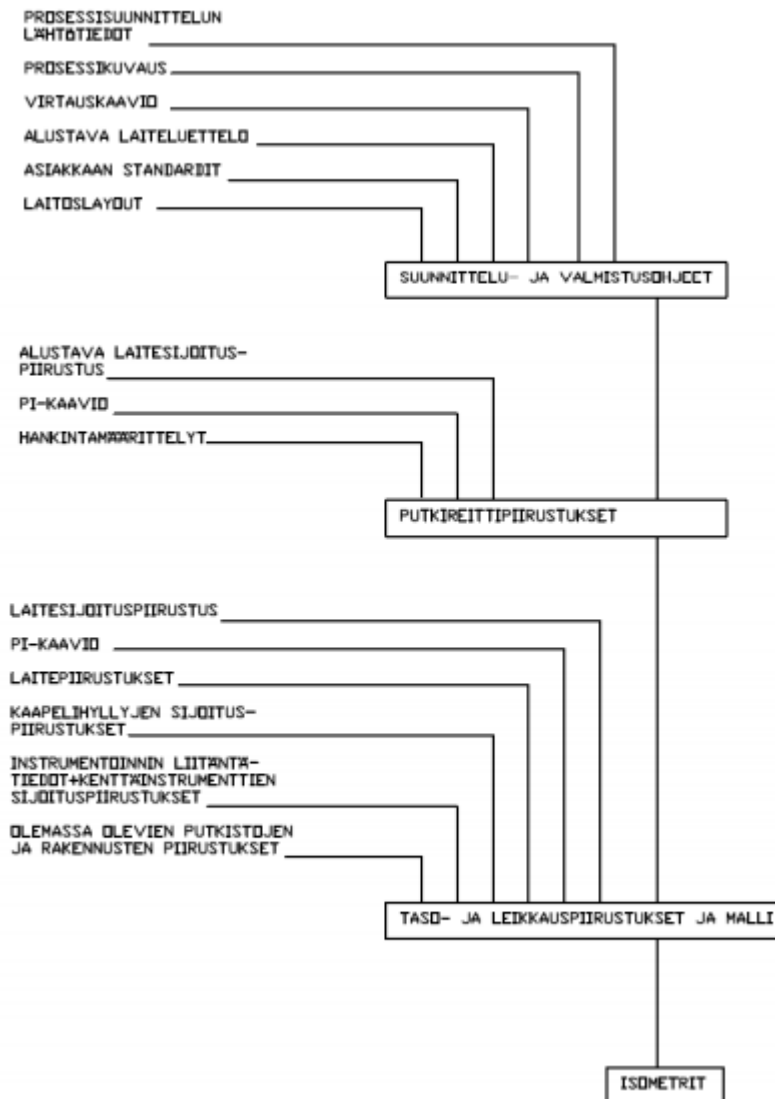 PROSESSISUUNNITTELUN
LÄHTÖTIEDOT
PROSESSIKUVAUS
VIRTAUSKAAVIO
ALUSTAVA LAITELUETTELO
ASIAKKAAN STANDARDIT
LAITOSLAYOUT
SUUNNITTELU- JA VALMISTUSOHJEET
ALUSTAVA LAITESIJOITUS-
PIIRUSTUS
PI-KAAVIO
HANKINTAMÄÄRITTELYT
PUTKIREITTIPIIRUSTUKSET
LAITESIJOITUSPIIRUSTUS
PI-KAAVIO
LAITEPIIRUSTUKSET
KAAPELIHYLLYJEN SIJOITUS-
PIIRUSTUKSET
INSTRUMENTOINNIN LIITÄNTÄ-
TIEDOT+KENTTÄINSTRUMENTTIEN
SIJOITUSPIIRUSTUKSET
OLEMASSA OLEVIEN PUTKISTOJEN
JA RAKENNUSTEN PIIRUSTUKSET
TASO- JA LEIKKAUSPIIRUSTUKSET JA MALLI
ISOMETRIT